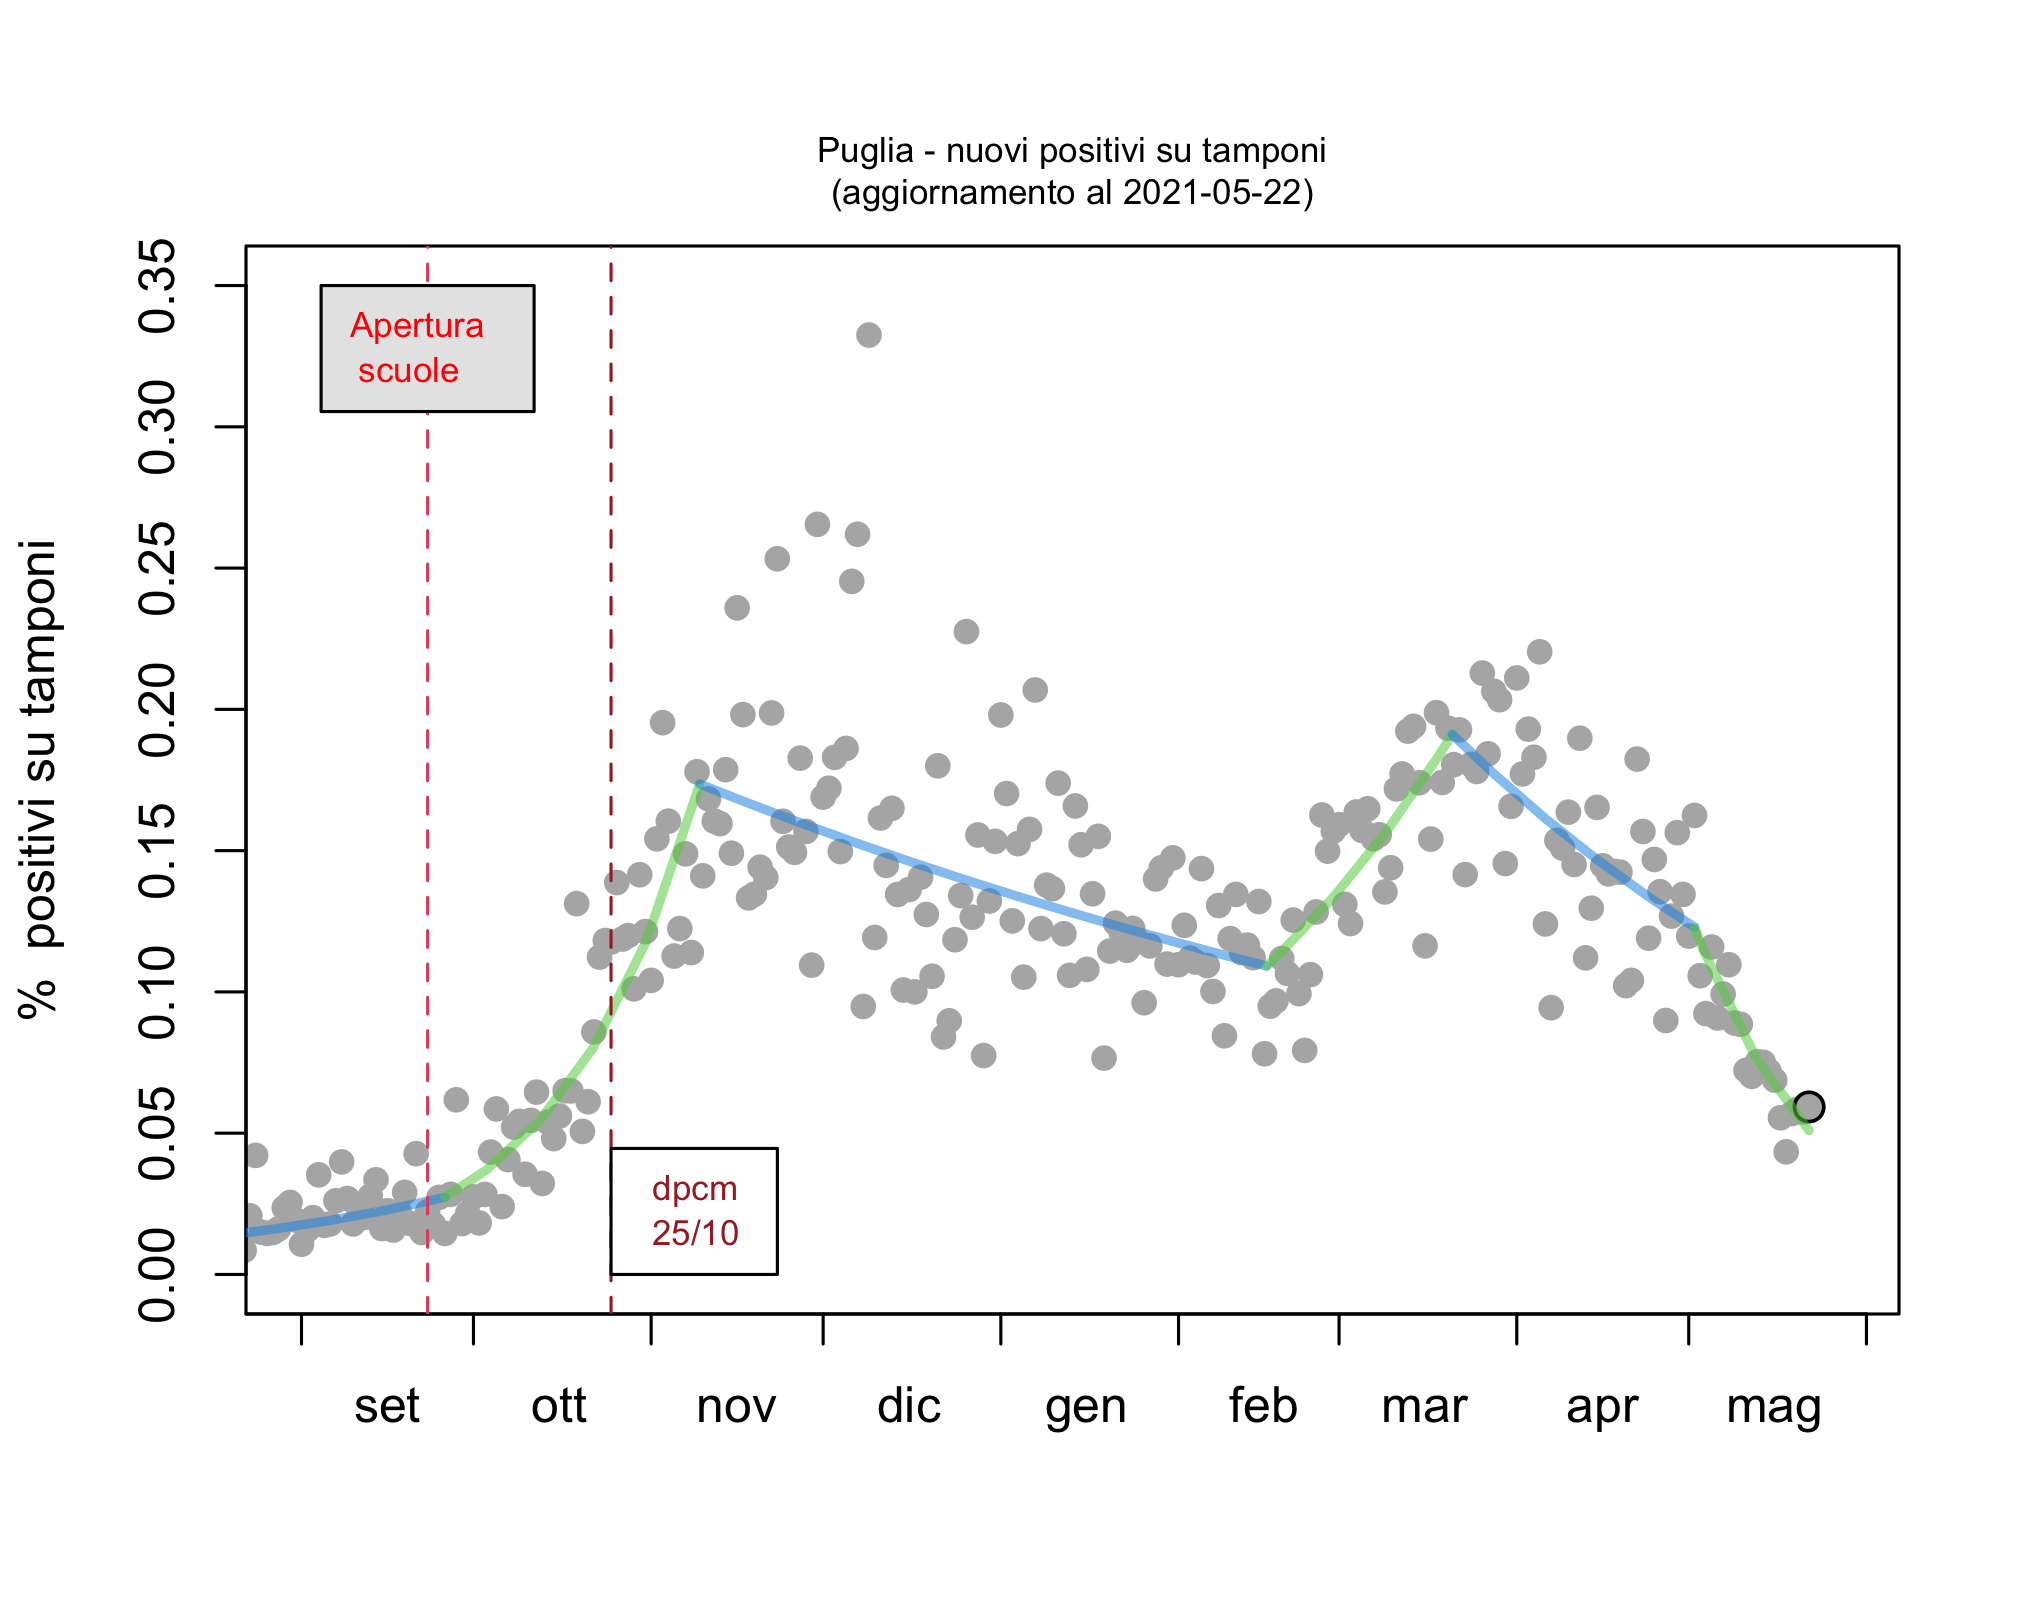 Puglia - nuovi positivi su tamponi
(aggiornamento al 2021-05-22)
% positivi su tamponi
0.35
0.30
0.25
0.20
0.15
0.10
0.05
0.00
Apertura
scuole
dpcm
25/10
set ott nov dic gen feb mar apr mag